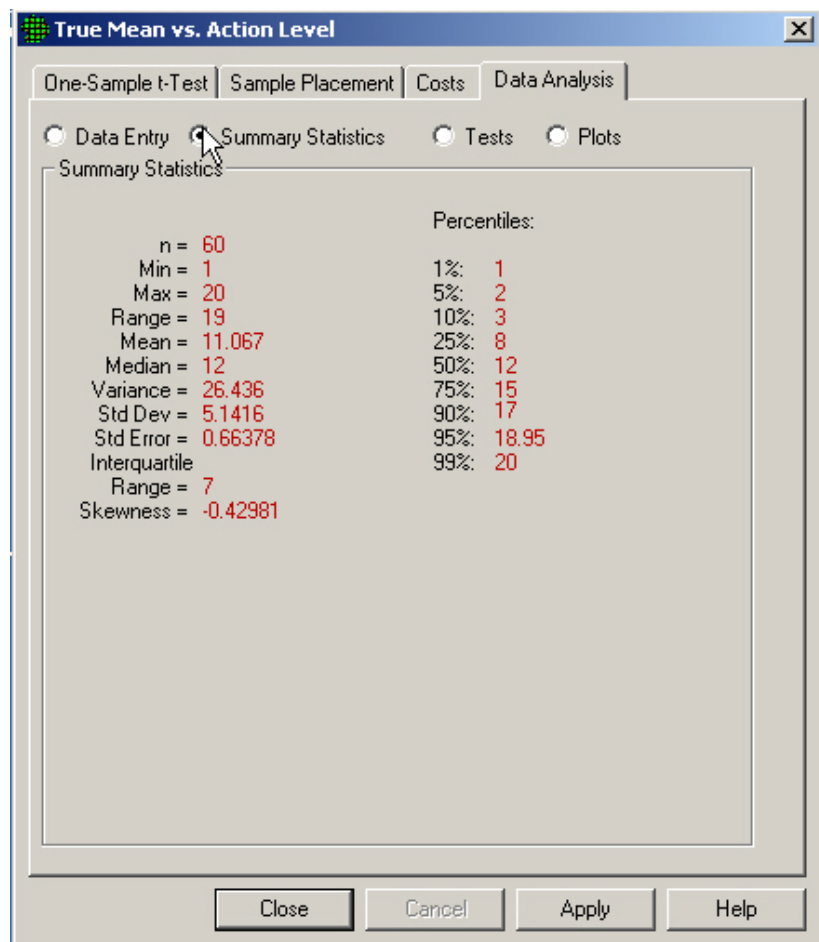 True Mean vs. Action Level
One-Sample t-Test Sample Placement Costs Data Analysis
Data Entry Summary Statistics Tests Plots
Summary Statistics
n = 60
Min = 1
Max = 20
Range = 19
Mean = 11.067
Median = 12
Variance = 26.436
Std Dev = 5.1416
Std Error = 0.66378
Interquartile
Range = 7
Skewness = -0.42981
Percentiles:
1%: 1
5%: 2
10%: 3
25%: 8
50%: 12
75%: 15
90%: 17
95%: 18.95
99%: 20
Close Cancel Apply Help